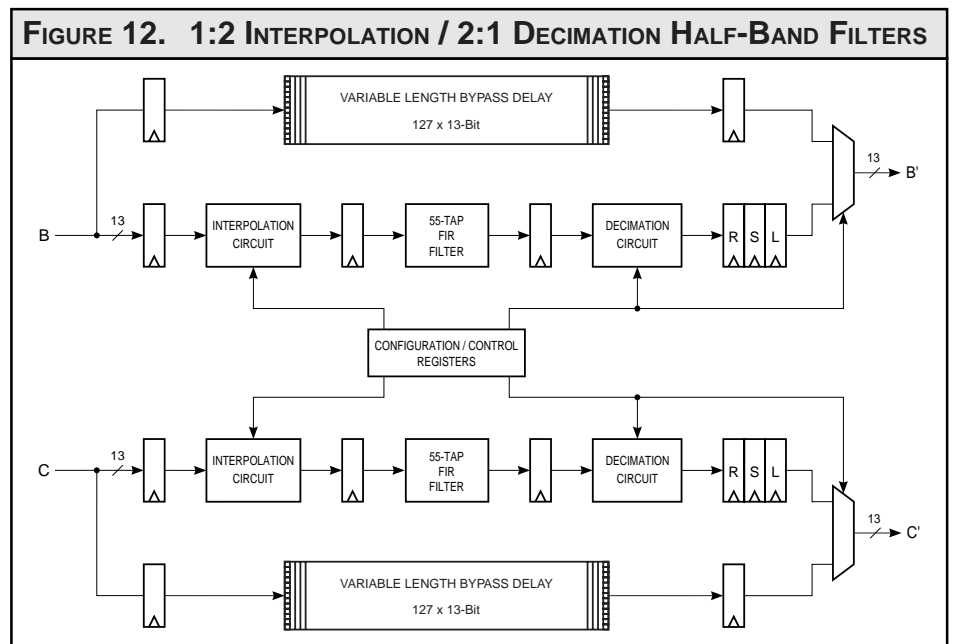 FIGURE 12. 1:2 INTERPOLATION / 2:1 DECIMATION HALF-BAND FILTERS
VARIABLE LENGTH BYPASS DELAY
127 x 13-Bit
13
B'
B
13
INTERPOLATION
CIRCUIT
55-TAP
FIR
FILTER
DECIMATION
CIRCUIT
R S L
CONFIGURATION / CONTROL
REGISTERS
C
13
INTERPOLATION
CIRCUIT
55-TAP
FIR
FILTER
DECIMATION
CIRCUIT
R S L
13
C'
VARIABLE LENGTH BYPASS DELAY
127 x 13-Bit